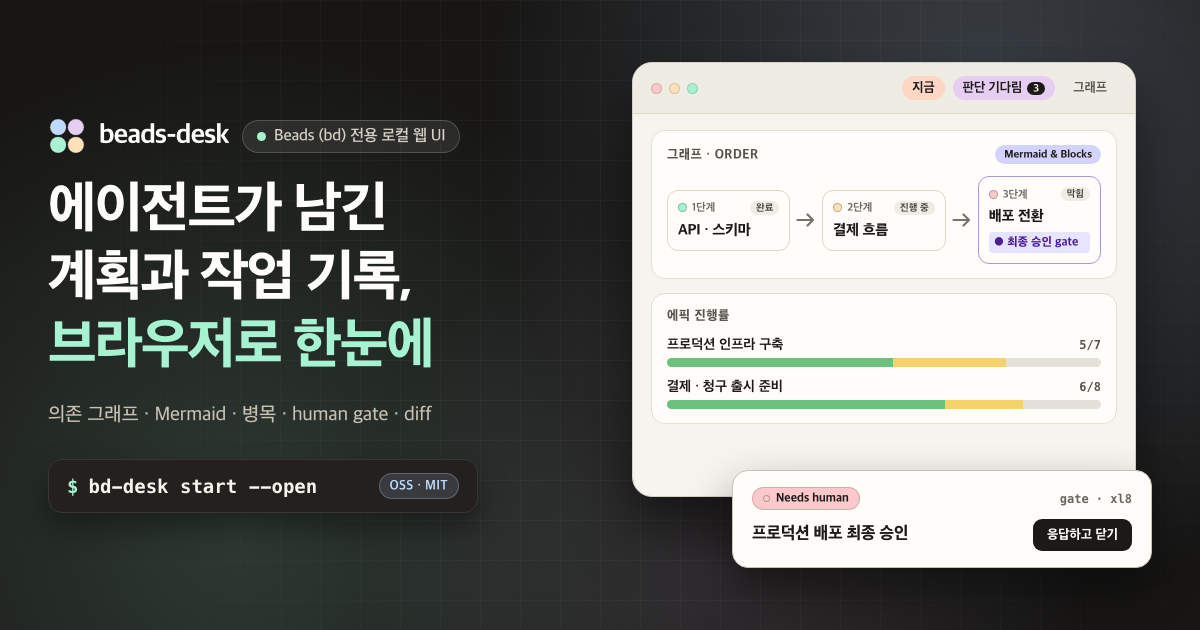 beads-desk
Beads (bd) 전용 로컬 웹 UI
에이전트가 남긴
계획과 작업 기록,
브라우저로 한눈에
의존 그래프 · Mermaid · 병목 · human gate · diff
$ bd-desk start --open
OSS · MIT
지금
판단 기다림 3
그래프
그래프 · ORDER
Mermaid & Blocks
1단계
완료
API · 스키마
2단계
진행 중
결제 흐름
3단계
막힘
배포 전환
최종 승인 gate
에픽 진행률
프로덕션 인프라 구축
5/7
결제 · 청구 출시 준비
6/8
Needs human
gate · xl8
프로덕션 배포 최종 승인
응답하고 닫기